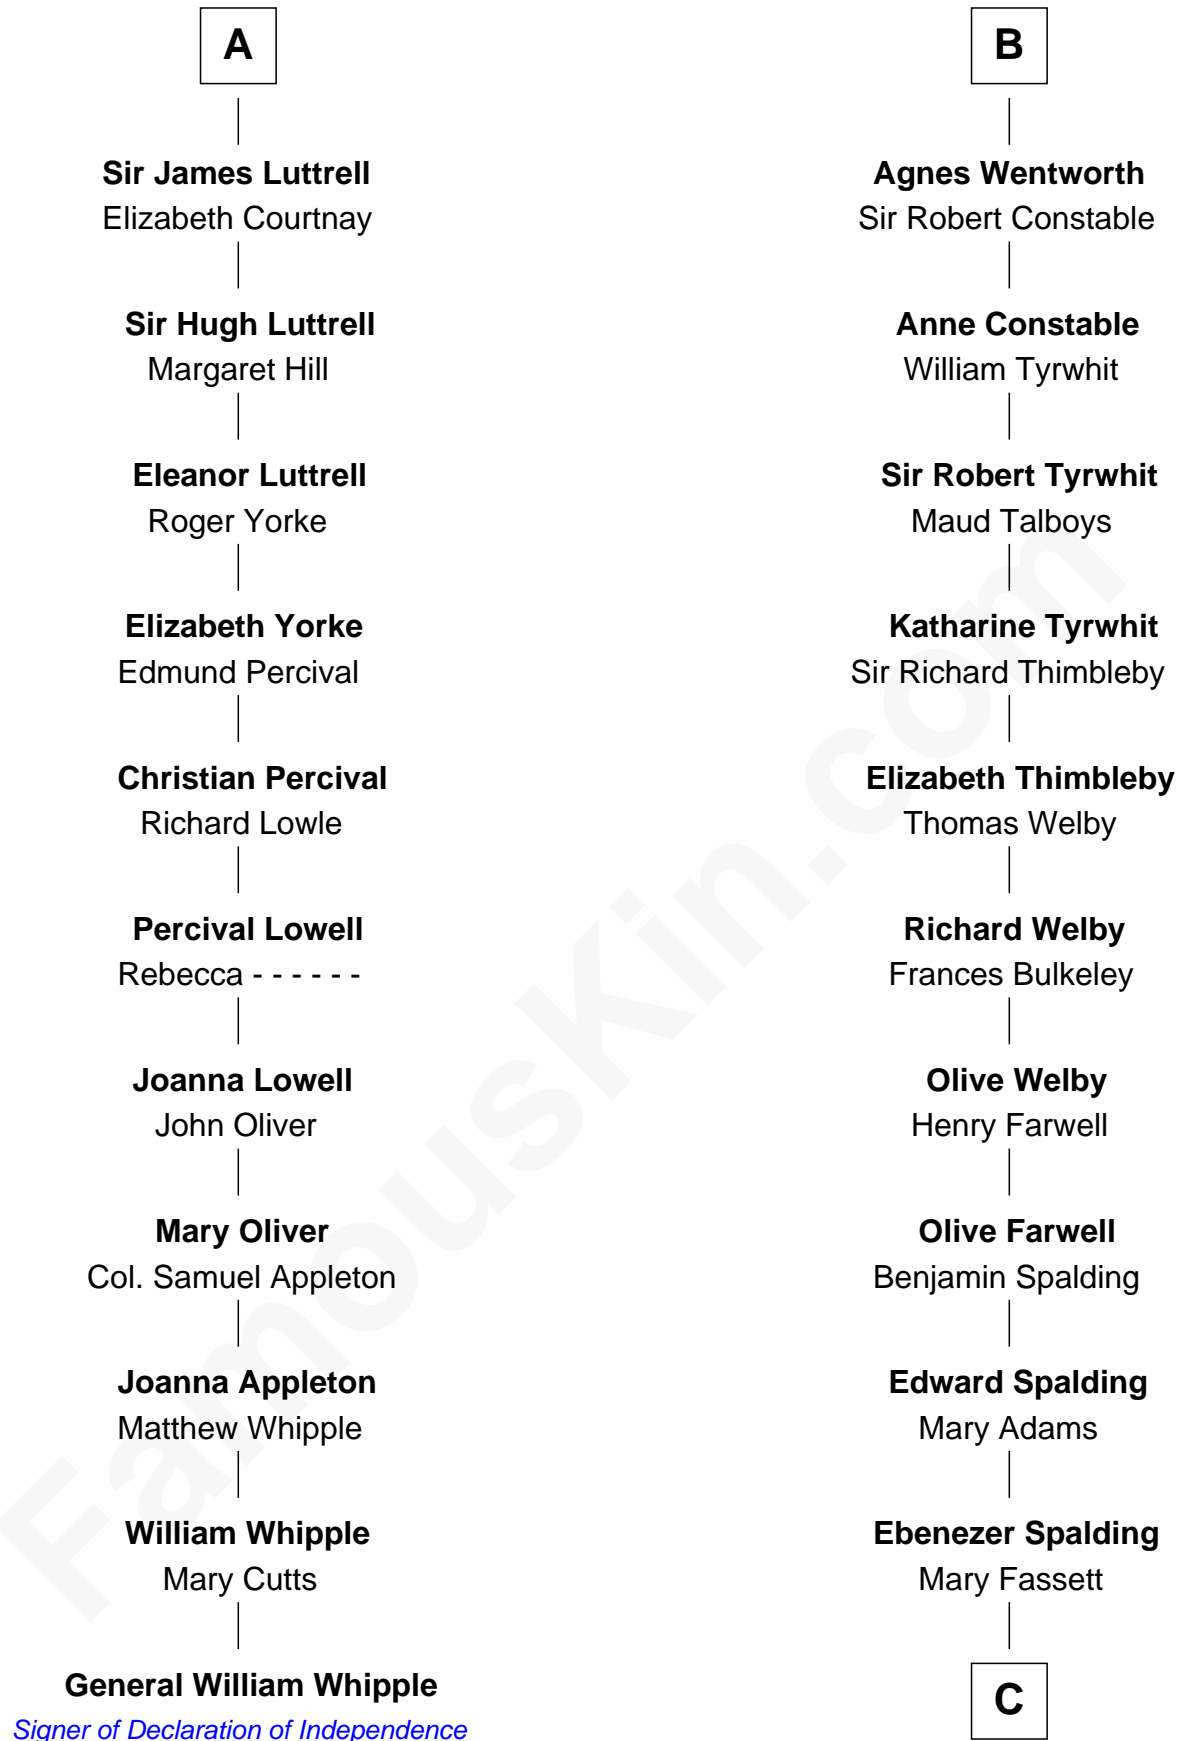 A
Sir James Luttrell
Elizabeth Courtnay
Sir Hugh Luttrell
Margaret Hill
Eleanor Luttrell
Roger Yorke
Elizabeth Yorke
Edmund Percival
Christian Percival
Richard Lowle
Percival Lowell
Rebecca - - - - - -
Joanna Lowell
John Oliver
Mary Oliver
Col. Samuel Appleton
Joanna Appleton
Matthew Whipple
William Whipple
Mary Cutts
General William Whipple
Signer of Declaration of Independence
B
Agnes Wentworth
Sir Robert Constable
Anne Constable
William Tyrwhit
Sir Robert Tyrwhit
Maud Talboys
Katharine Tyrwhit
Sir Richard Thimbleby
Elizabeth Thimbleby
Thomas Welby
Richard Welby
Frances Bulkeley
Olive Welby
Henry Farwell
Olive Farwell
Benjamin Spalding
Edward Spalding
Mary Adams
Ebenezer Spalding
Mary Fassett
C
FamousKin.com